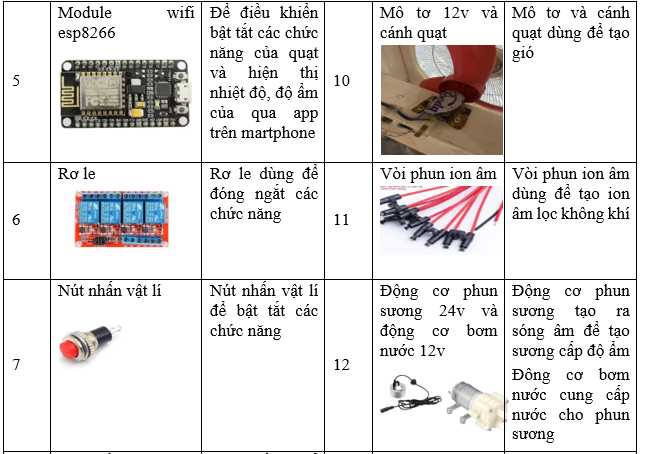 5
Module wifi
esp8266
Để điều khiển
bật tắt các chức
năng của quạt
và hiện thị
nhiệt độ, độ ẩm
của qua app
trên martphone
10
Mô tơ 12v và
cánh quạt
Mô tơ và cánh
quạt dùng để tạo
gió
6
Rơ le
Rơ le dùng để
đóng ngắt các
chức năng
11
Vòi phun ion âm
Vòi phun ion âm
dùng để tạo ion
âm lọc không khí
7
Nút nhấn vật lí
Nút nhấn vật lí
để bật tắt các
chức năng
12
Động cơ phun
sương 24v và
động cơ bơm
nước 12v
Động cơ phun
sương tạo ra
sóng âm để tạo
sương cấp độ ẩm
Đông cơ bơm
nước cung cấp
nước cho phun
sương